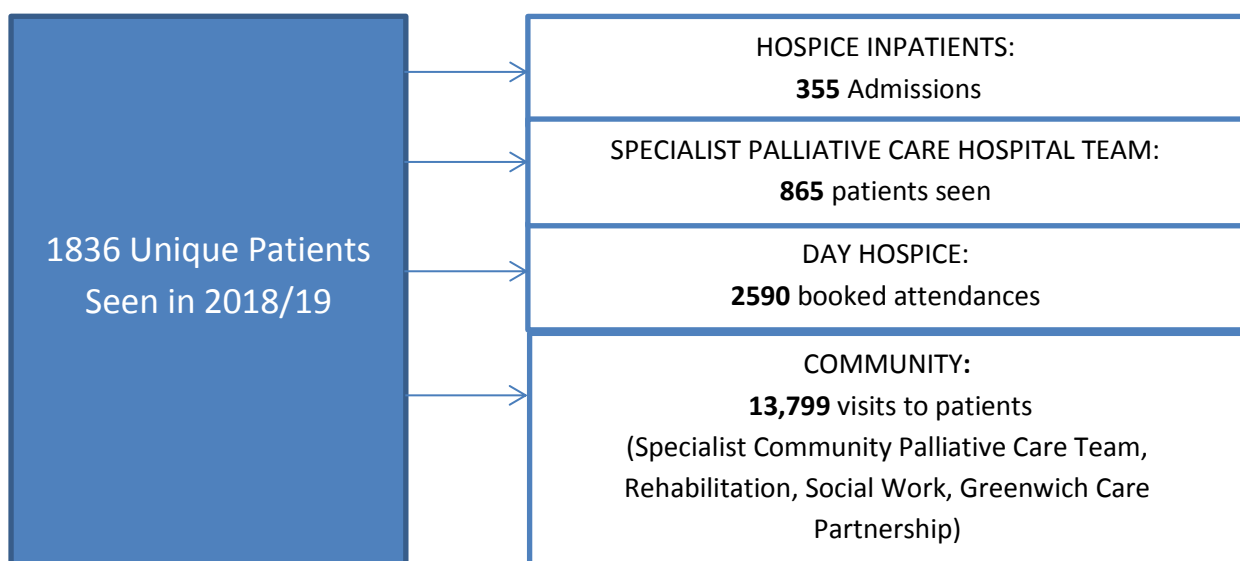 1836 Unique Patients
Seen in 2018/19
HOSPICE INPATIENTS:
355 Admissions
SPECIALIST PALLIATIVE CARE HOSPITAL TEAM:
865 patients seen
DAY HOSPICE:
2590 booked attendances
COMMUNITY:
13,799 visits to patients
(Specialist Community Palliative Care Team,
Rehabilitation, Social Work, Greenwich Care
Partnership)